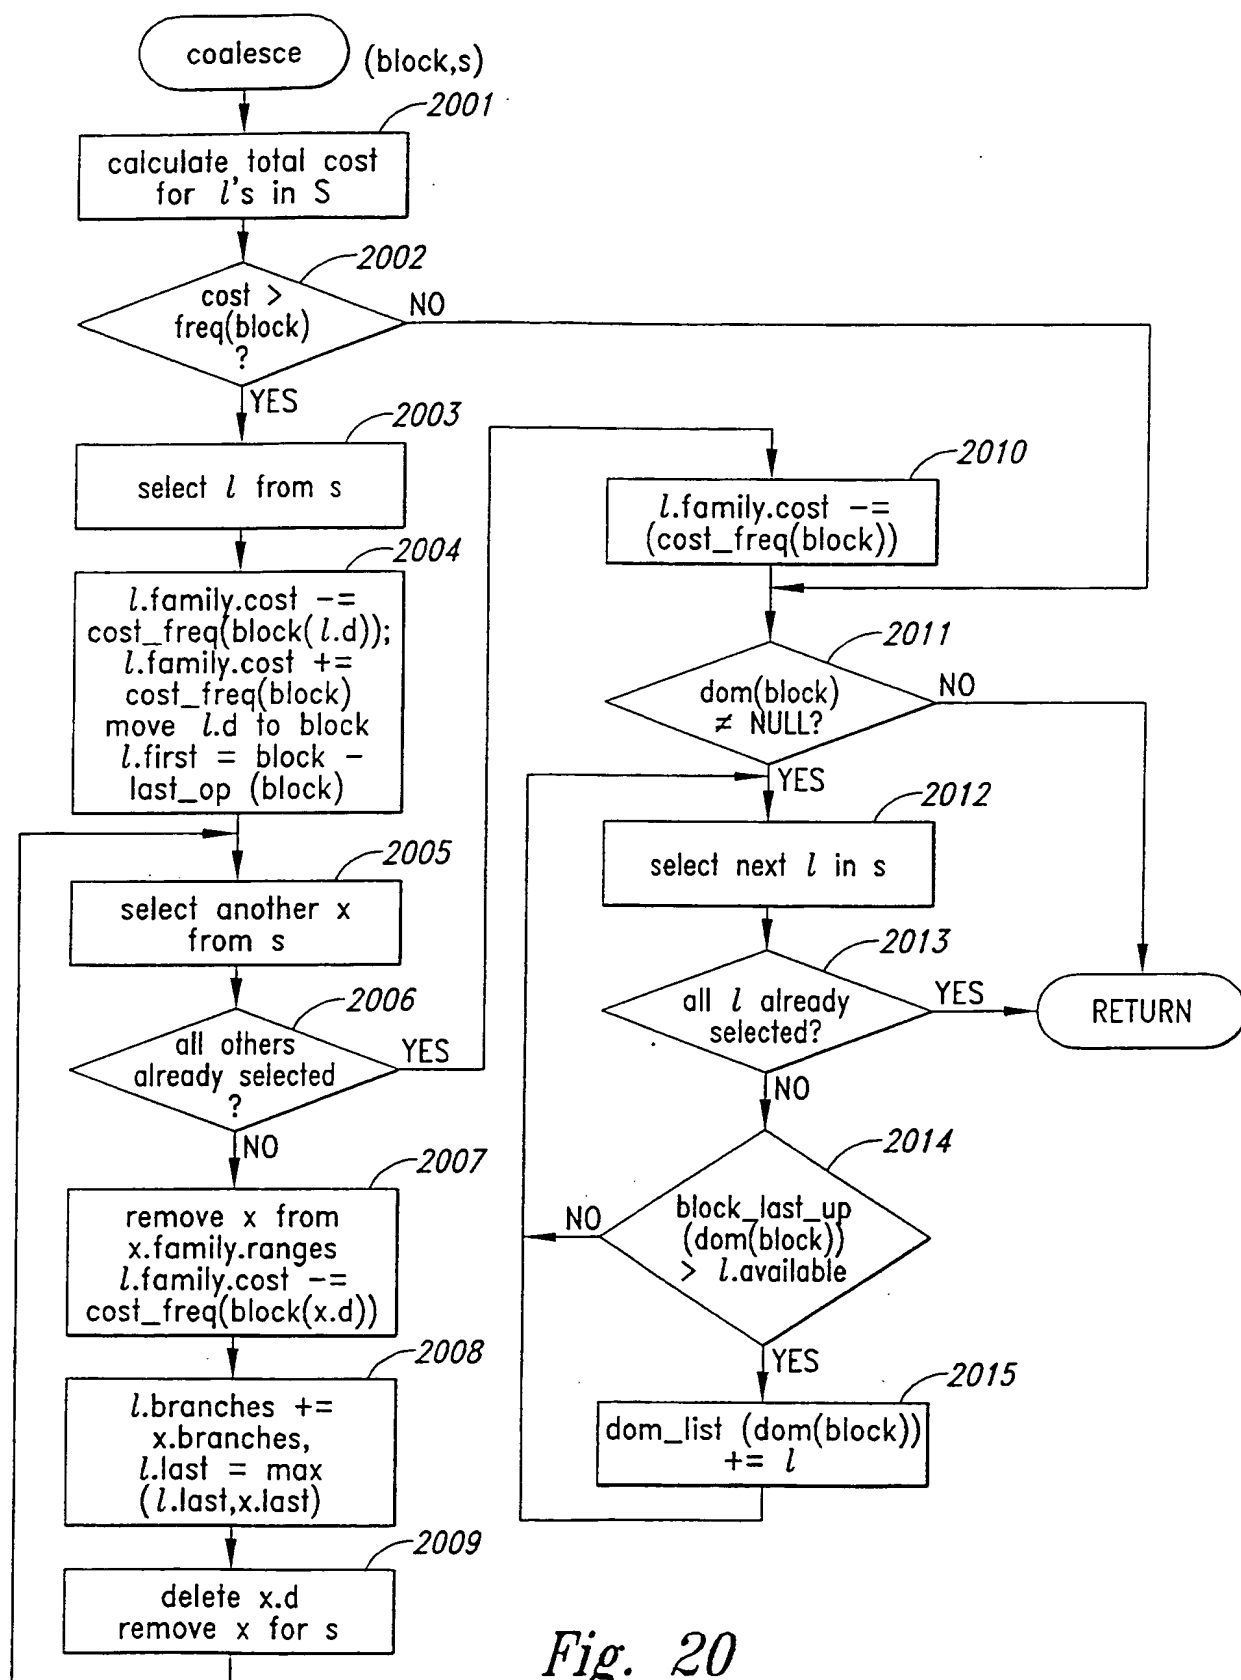 coalesce
(block,s)
2001
calculate total cost
for l's in S
2002
cost >
freq(block)
?
NO
YES
2003
select l from s
2004
l.family.cost -=
cost_freq(block(l.d));
l.family.cost +=
cost_freq(block)
move l.d to block
l.first = block -
last_op (block)
2005
select another x
from s
2006
all others
already selected
?
YES
NO
2007
remove x from
x.family.ranges
l.family.cost -=
cost_freq(block(x.d))
2008
l.branches +=
x.branches,
l.last = max
(l.last,x.last)
2009
delete x.d
remove x for s
2010
l.family.cost -=
(cost_freq(block))
2011
dom(block)
≠ NULL?
NO
YES
2012
select next l in s
2013
all l already
selected?
YES
RETURN
NO
2014
block_last_up
(dom(block))
> l.available
NO
YES
2015
dom_list (dom(block))
+= l
Fig. 20